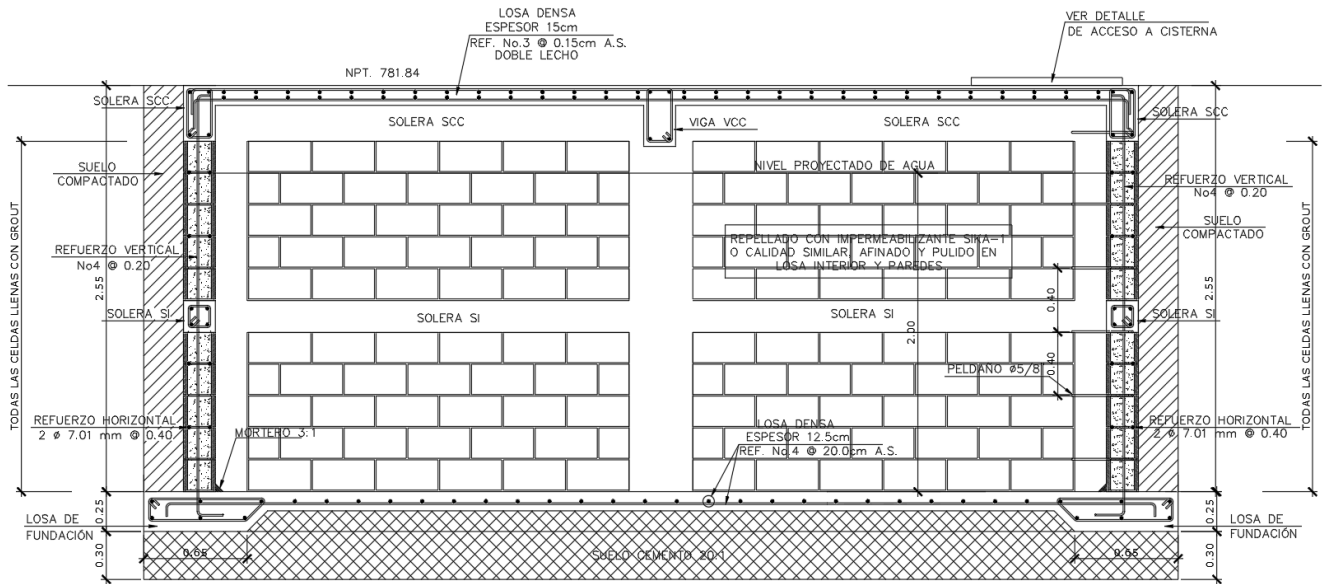 LOSA DENSA
ESPESOR 15cm
REF. No.3 @ 0.15cm A.S.
DOBLE LECHO
VER DETALLE
DE ACCESO A CISTERNA
NPT. 781.84
SOLERA SCC
SOLERA SCC
VIGA VCC
SOLERA SCC
SOLERA SCC
SUELO
COMPACTADO
NIVEL PROYECTADO DE AGUA
REFUERZO VERTICAL
No4 @ 0.20
SUELO
COMPACTADO
REPELLADO CON IMPERMEABILIZANTE SIKA-1
O CALIDAD SIMILAR, AFINADO Y PULIDO EN
LOSA INTERIOR Y PAREDES
REFUERZO VERTICAL
No4 @ 0.20
TODAS LAS CELDAS LLENAS CON GROUT
2.55
2.55
TODAS LAS CELDAS LLENAS CON GROUT
0.40
SOLERA SI
SOLERA SI
SOLERA SI
SOLERA SI
2.00
0.40
PELDAÑO ø5/8
REFUERZO HORIZONTAL
2 ø 7.01 mm @ 0.40
MORTERO 3:1
LOSA DENSA
ESPESOR 12.5cm
REF. No.4 @ 20.0cm A.S.
REFUERZO HORIZONTAL
2 ø 7.01 mm @ 0.40
0.25
0.25
LOSA DE
FUNDACIÓN
LOSA DE
FUNDACIÓN
0.30
0.65
SUELO CEMENTO 20:1
0.65
0.30